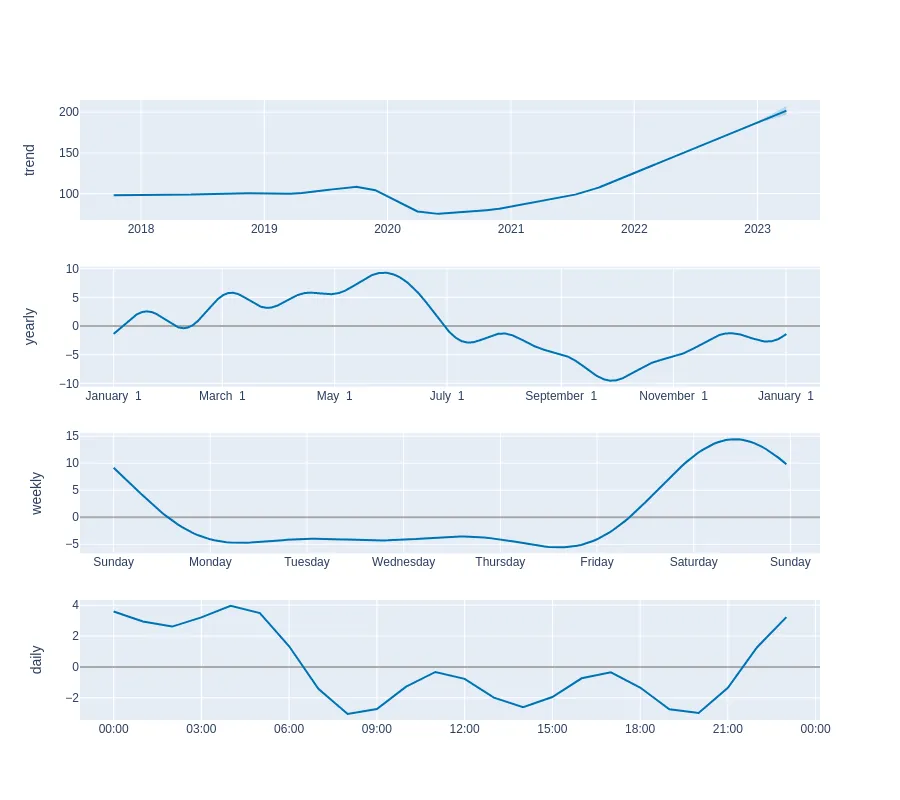 trend
200
150
100
2018 2019 2020 2021 2022 2023
yearly
10
5
0
−5
−10
January 1 March 1 May 1 July 1 September 1 November 1 January 1
weekly
15
10
5
0
−5
Sunday Monday Tuesday Wednesday Thursday Friday Saturday Sunday
daily
4
2
0
−2
00:00 03:00 06:00 09:00 12:00 15:00 18:00 21:00 00:00